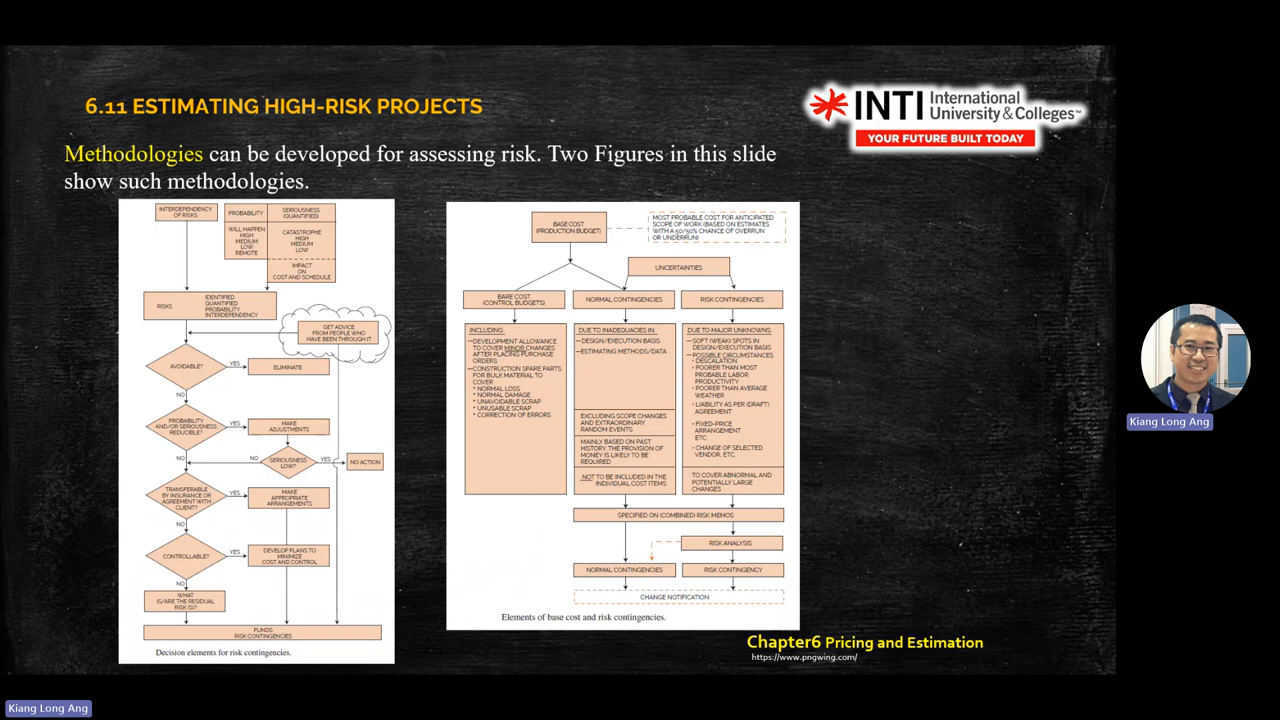 6.11 ESTIMATING HIGH-RISK PROJECTS
INTI International
University & Colleges™
YOUR FUTURE BUILT TODAY
Methodologies can be developed for assessing risk. Two Figures in this slide
show such methodologies.
INTERDEPENDENCY
OF RISKS
PROBABILITY
SERIOUSNESS
(QUANTIFIED)
WILL HAPPEN
HIGH
MEDIUM
LOW
REMOTE
CATASTROPHE
HIGH
MEDIUM
LOW
IMPACT
ON
COST AND SCHEDULE
RISKS
IDENTIFIED
QUANTIFIED
PROBABILITY
INTERDEPENDENCY
GET ADVICE
FROM PEOPLE WHO
HAVE BEEN THROUGH IT
AVOIDABLE?
YES
ELIMINATE
NO
PROBABILITY
AND/OR SERIOUSNESS
REDUCIBLE?
YES
MAKE
ADJUSTMENTS
NO
NO
SERIOUSNESS
LOW?
YES
NO ACTION
TRANSFERABLE
BY INSURANCE OR
AGREEMENT WITH
CLIENT?
YES
MAKE
APPROPRIATE
ARRANGEMENTS
NO
CONTROLLABLE?
YES
DEVELOP PLANS TO
MINIMIZE
COST AND CONTROL
NO
WHAT
IS/ARE THE RESIDUAL
RISK (S)?
FUNDS:
RISK CONTINGENCIES
Decision elements for risk contingencies.
BASE COST
(PRODUCTION BUDGET)
MOST PROBABLE COST FOR ANTICIPATED
SCOPE OF WORK (BASED ON ESTIMATES
WITH A 50/50% CHANCE OF OVERRUN
OR UNDERRUN)
UNCERTAINTIES
BARE COST
(CONTROL BUDGETS)
NORMAL CONTINGENCIES
RISK CONTINGENCIES
INCLUDING:
—DEVELOPMENT ALLOWANCE
TO COVER MINOR CHANGES
AFTER PLACING PURCHASE
ORDERS
—CONSTRUCTION SPARE PARTS
FOR BULK MATERIAL TO
COVER
• NORMAL LOSS
• NORMAL DAMAGE
• UNAVOIDABLE SCRAP
• UNUSABLE SCRAP
• CORRECTION OF ERRORS
DUE TO INADEQUACIES IN:
—DESIGN/EXECUTION BASIS
—ESTIMATING METHODS/DATA
EXCLUDING SCOPE CHANGES
AND EXTRAORDINARY
RANDOM EVENTS
MAINLY BASED ON PAST
HISTORY, THE PROVISION OF
MONEY IS LIKELY TO BE
REQUIRED
NOT TO BE INCLUDED IN THE
INDIVIDUAL COST ITEMS
DUE TO MAJOR UNKNOWNS:
—SOFT (WEAK) SPOTS IN
DESIGN/EXECUTION BASIS
—POSSIBLE CIRCUMSTANCES
• DESCALATION
• POORER THAN MOST
PROBABLE LABOR
PRODUCTIVITY
• POORER THAN AVERAGE
WEATHER
• LIABILITY AS PER (DRAFT)
AGREEMENT
• FIXED-PRICE
ARRANGEMENT
ETC.
• CHANGE OF SELECTED
VENDOR, ETC.
TO COVER ABNORMAL AND
POTENTIALLY LARGE
CHANGES
SPECIFIED ON (COMBINED) RISK MEMOS
RISK ANALYSIS
NORMAL CONTINGENCIES
RISK CONTINGENCY
CHANGE NOTIFICATION
Elements of base cost and risk contingencies.
Chapter6 Pricing and Estimation
https://www.pngwing.com/
Kiang Long Ang
Kiang Long Ang